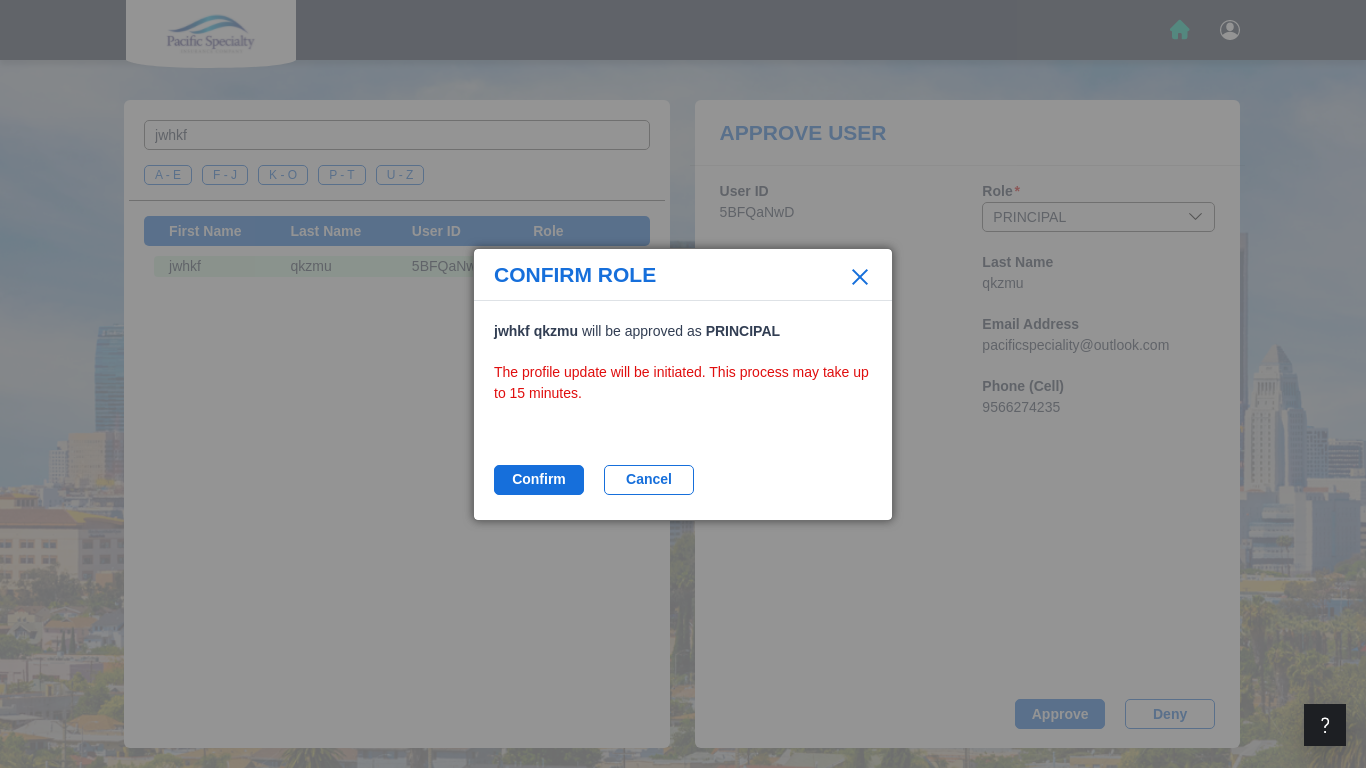 Pacific Specialty
jwhkf
A - E
F - J
K - O
P - T
U - Z
First Name Last Name User ID Role
jwhkf qkzmu
APPROVE USER
User ID
5BFQaNwD
Role*
PRINCIPAL
Last Name
qkzmu
Email Address
pacificspeciality@outlook.com
Phone (Cell)
9566274235
Approve
Deny
CONFIRM ROLE
jwhkf qkzmu will be approved as PRINCIPAL
The profile update will be initiated. This process may take up
to 15 minutes.
Confirm
Cancel
?